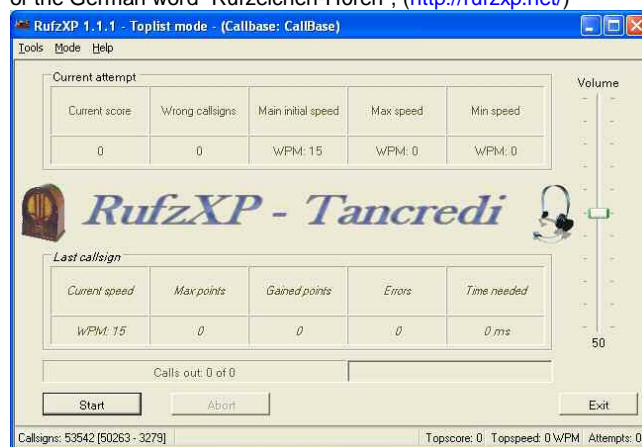 of the German word "Rufzeichen Hören", (http://rufzxp.net/)
RufzXP 1.1.1 - Toplist mode - (Callbase: CallBase)
Tools Mode Help
Current attempt
Volume
Current score Wrong callsigns Main initial speed Max speed Min speed
0 0 WPM: 15 WPM: 0 WPM: 0
RufzXP - Tancredi
Last callsign
Current speed Max points Gained points Errors Time needed
WPM: 15 0 0 0 0 ms
50
Calls out: 0 of 0
Start Abort Exit
Callsigns: 53542 [50263 - 3279] Topscore: 0 Topspeed: 0 WPM Attempts: 0